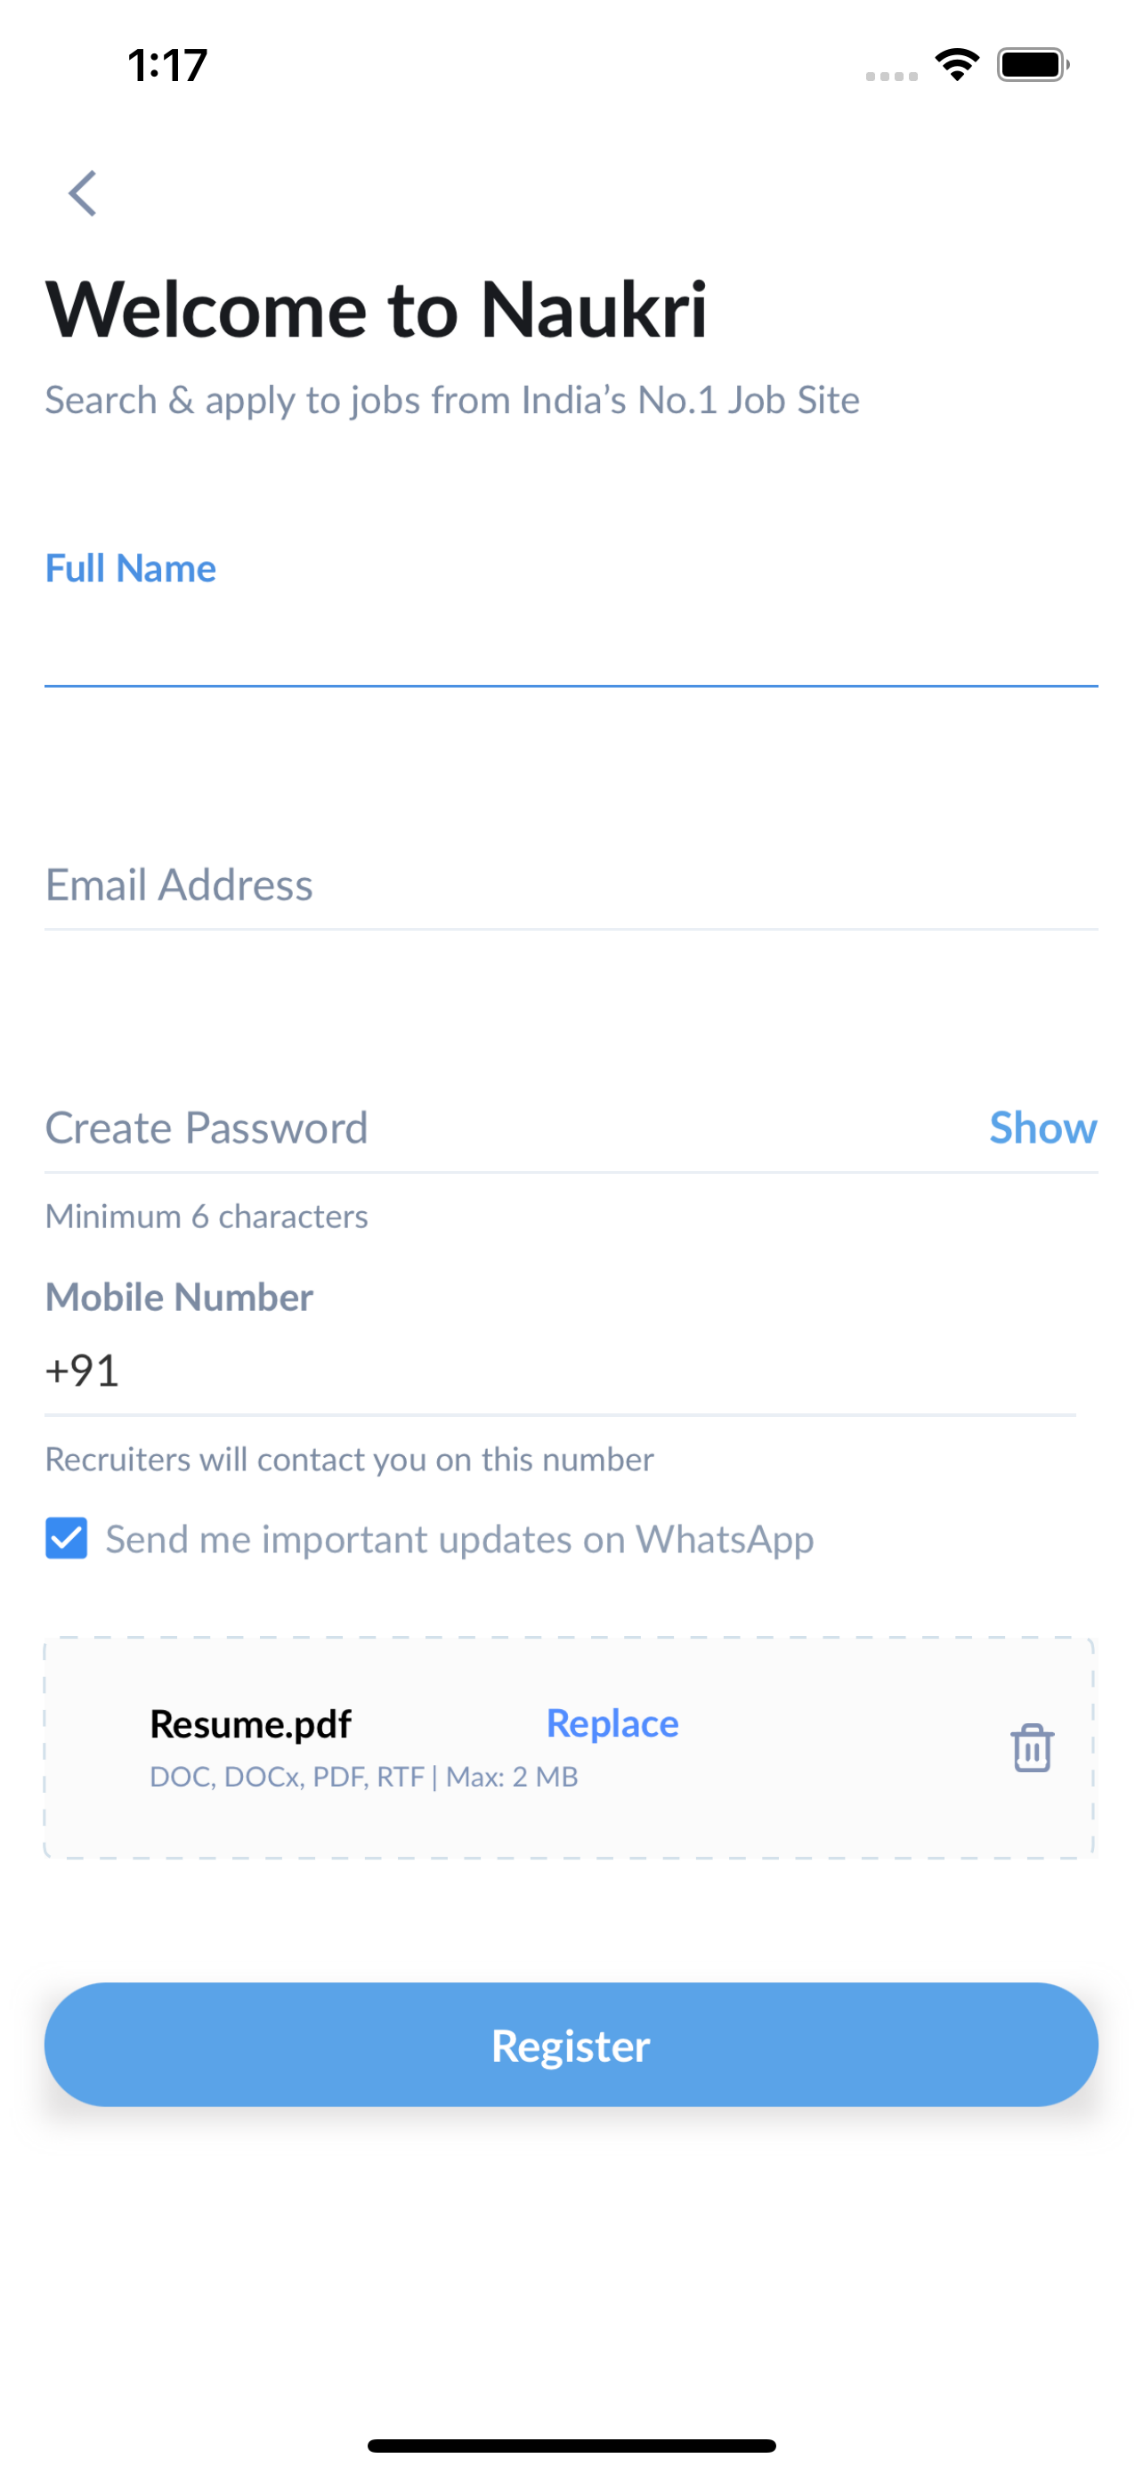 1:17
Welcome to Naukri
Search & apply to jobs from India’s No.1 Job Site
Full Name
Email Address
Create Password Show
Minimum 6 characters
Mobile Number
+91
Recruiters will contact you on this number
Send me important updates on WhatsApp
Resume.pdf Replace
DOC, DOCx, PDF, RTF | Max: 2 MB
Register